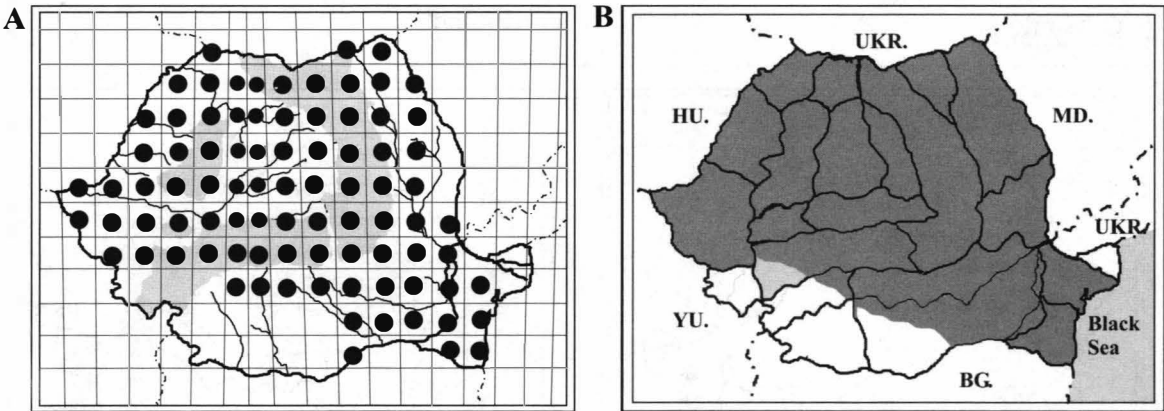 A
B
UKR.
HU.
MD.
UKR.
YU.
Black
Sea
BG.